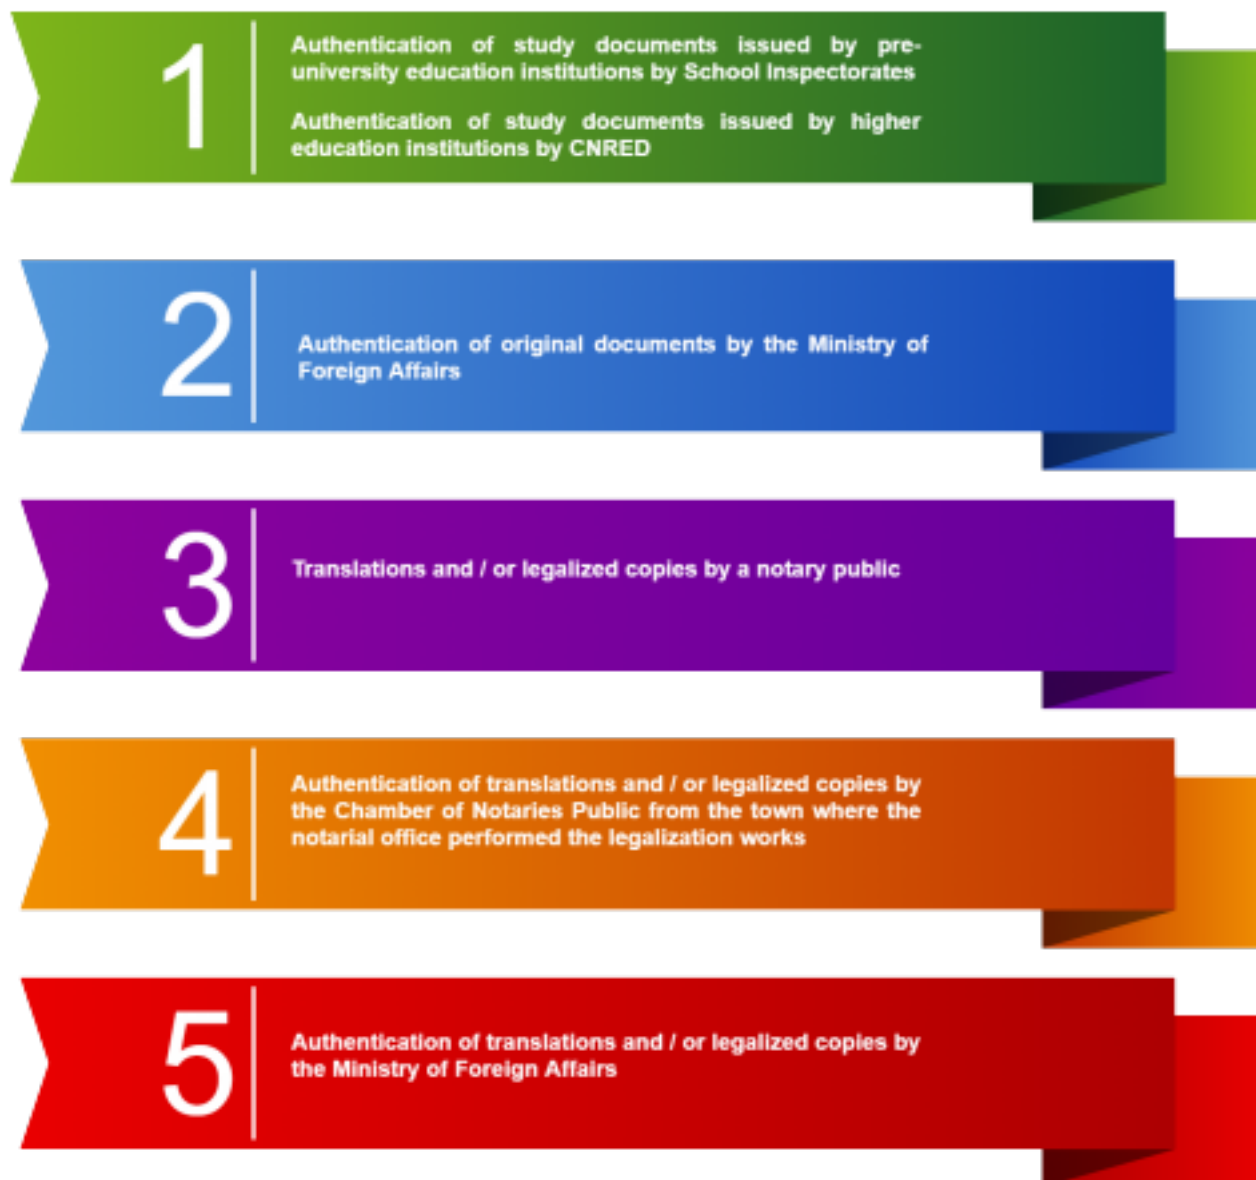 1
Authentication of study documents issued by pre-
university education institutions by School Inspectorates
Authentication of study documents issued by higher
education institutions by CNRED
2
Authentication of original documents by the Ministry of
Foreign Affairs
3
Translations and / or legalized copies by a notary public
4
Authentication of translations and / or legalized copies by
the Chamber of Notaries Public from the town where the
notarial office performed the legalization works
5
Authentication of translations and / or legalized copies by
the Ministry of Foreign Affairs